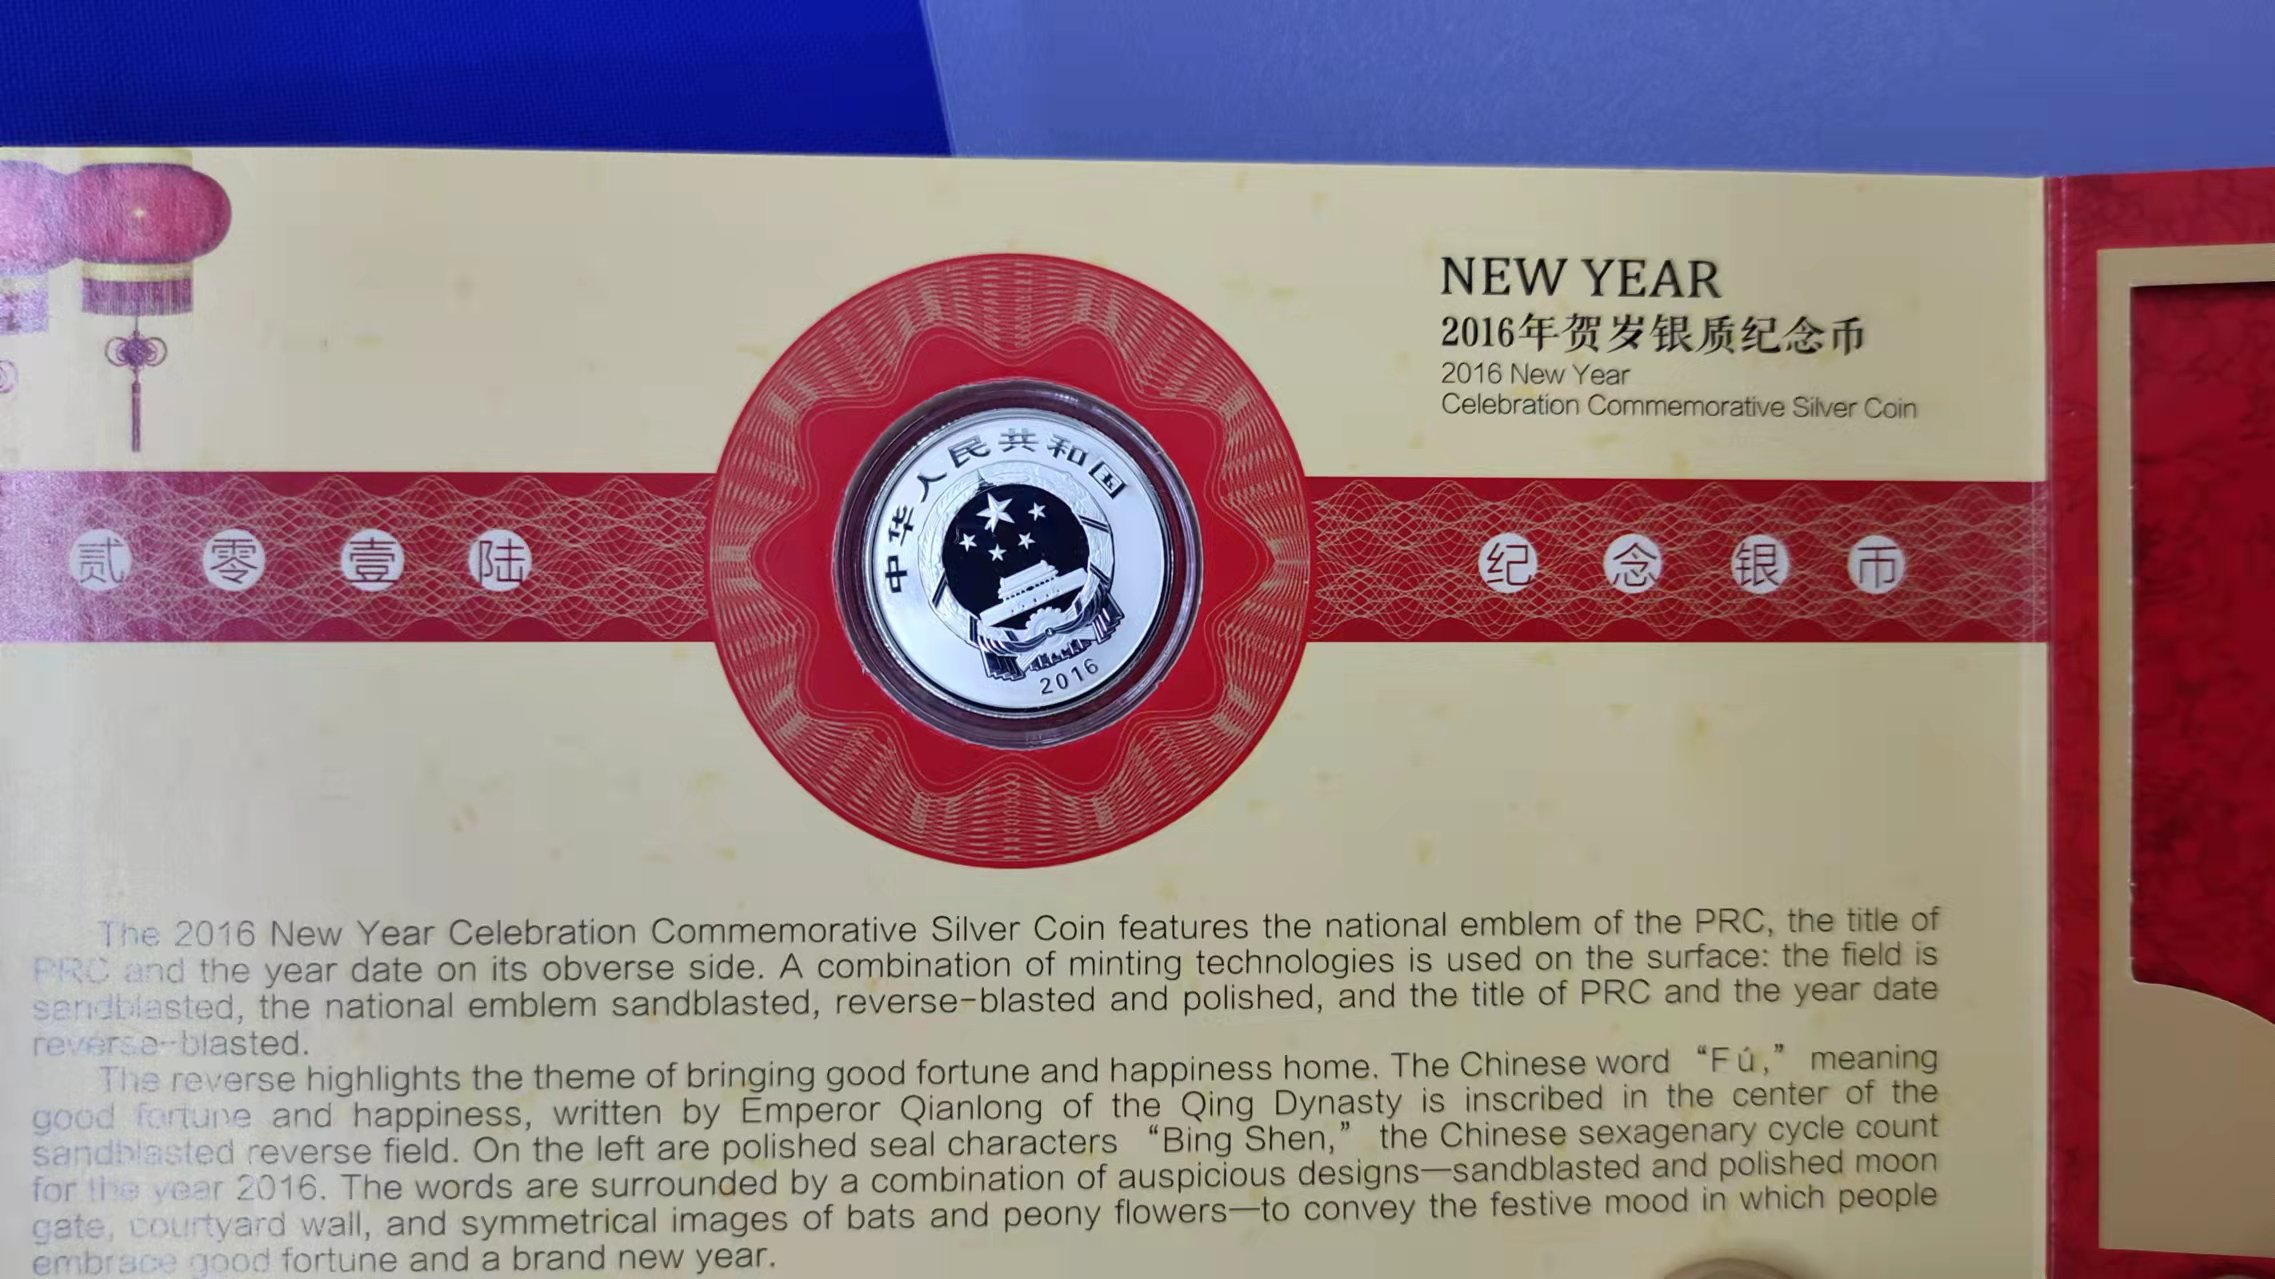 NEW YEAR
2016年贺岁银质纪念币
2016 New Year
Celebration Commemorative Silver Coin
中华人民共和国
2016
贰零壹陆
纪念银币
The 2016 New Year Celebration Commemorative Silver Coin features the national emblem of the PRC, the title of
PRC and the year date on its obverse side. A combination of minting technologies is used on the surface: the field is
sandblasted, the national emblem sandblasted, reverse-blasted and polished, and the title of PRC and the year date
reverse-blasted.
The reverse highlights the theme of bringing good fortune and happiness home. The Chinese word “Fú,” meaning
good fortune and happiness, written by Emperor Qianlong of the Qing Dynasty is inscribed in the center of the
sandblasted reverse field. On the left are polished seal characters “Bing Shen,” the Chinese sexagenary cycle count
for the year 2016. The words are surrounded by a combination of auspicious designs—sandblasted and polished moon
gate, courtyard wall, and symmetrical images of bats and peony flowers—to convey the festive mood in which people
embrace good fortune and a brand new year.